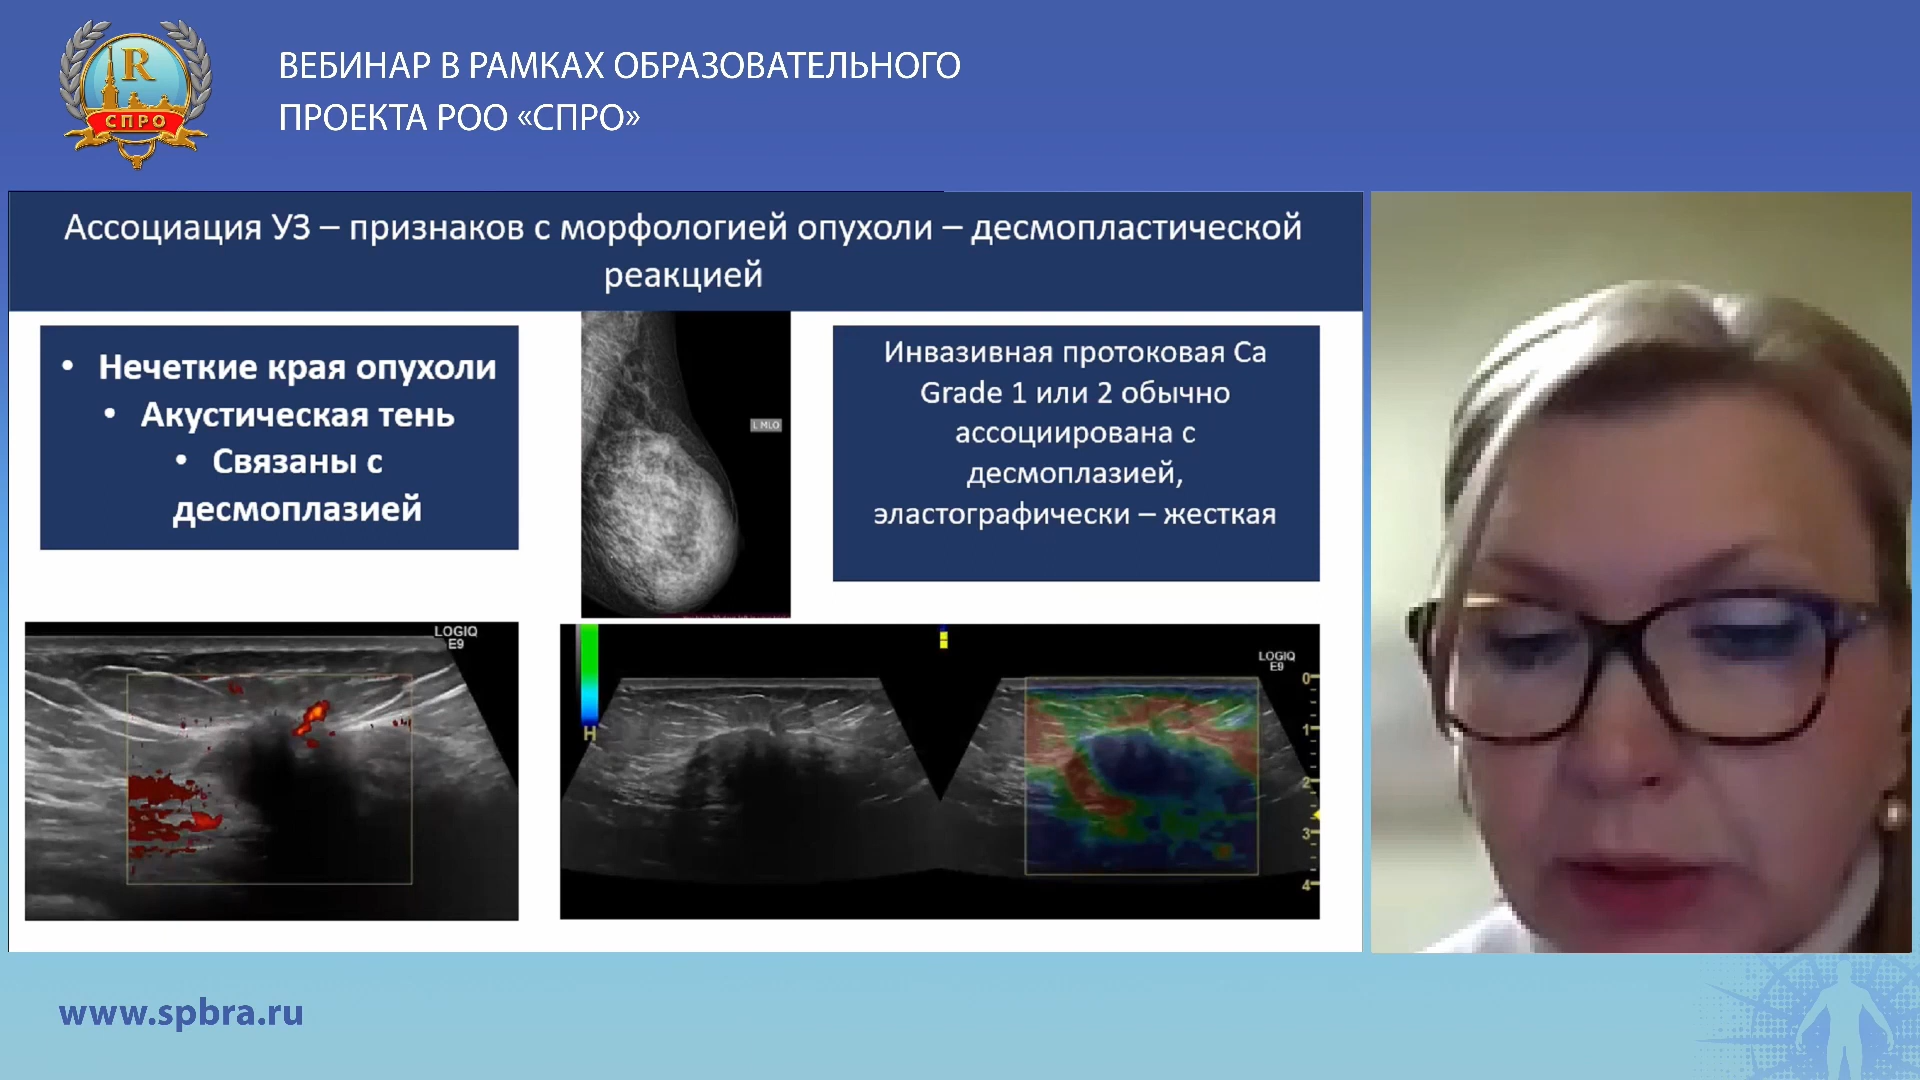 R
СПРО
ВЕБИНАР В РАМКАХ ОБРАЗОВАТЕЛЬНОГО
ПРОЕКТА РОО «СПРО»
Ассоциация УЗ – признаков с морфологией опухоли – десмопластической
реакцией
• Нечеткие края опухоли
• Акустическая тень
• Связаны с
десмоплазией
L MLO
Инвазивная протоковая Са
Grade 1 или 2 обычно
ассоциирована с
десмоплазией,
эластографически – жесткая
LOGIQ
E9
H
LOGIQ
E9
0
1
2
3
4
www.spbra.ru